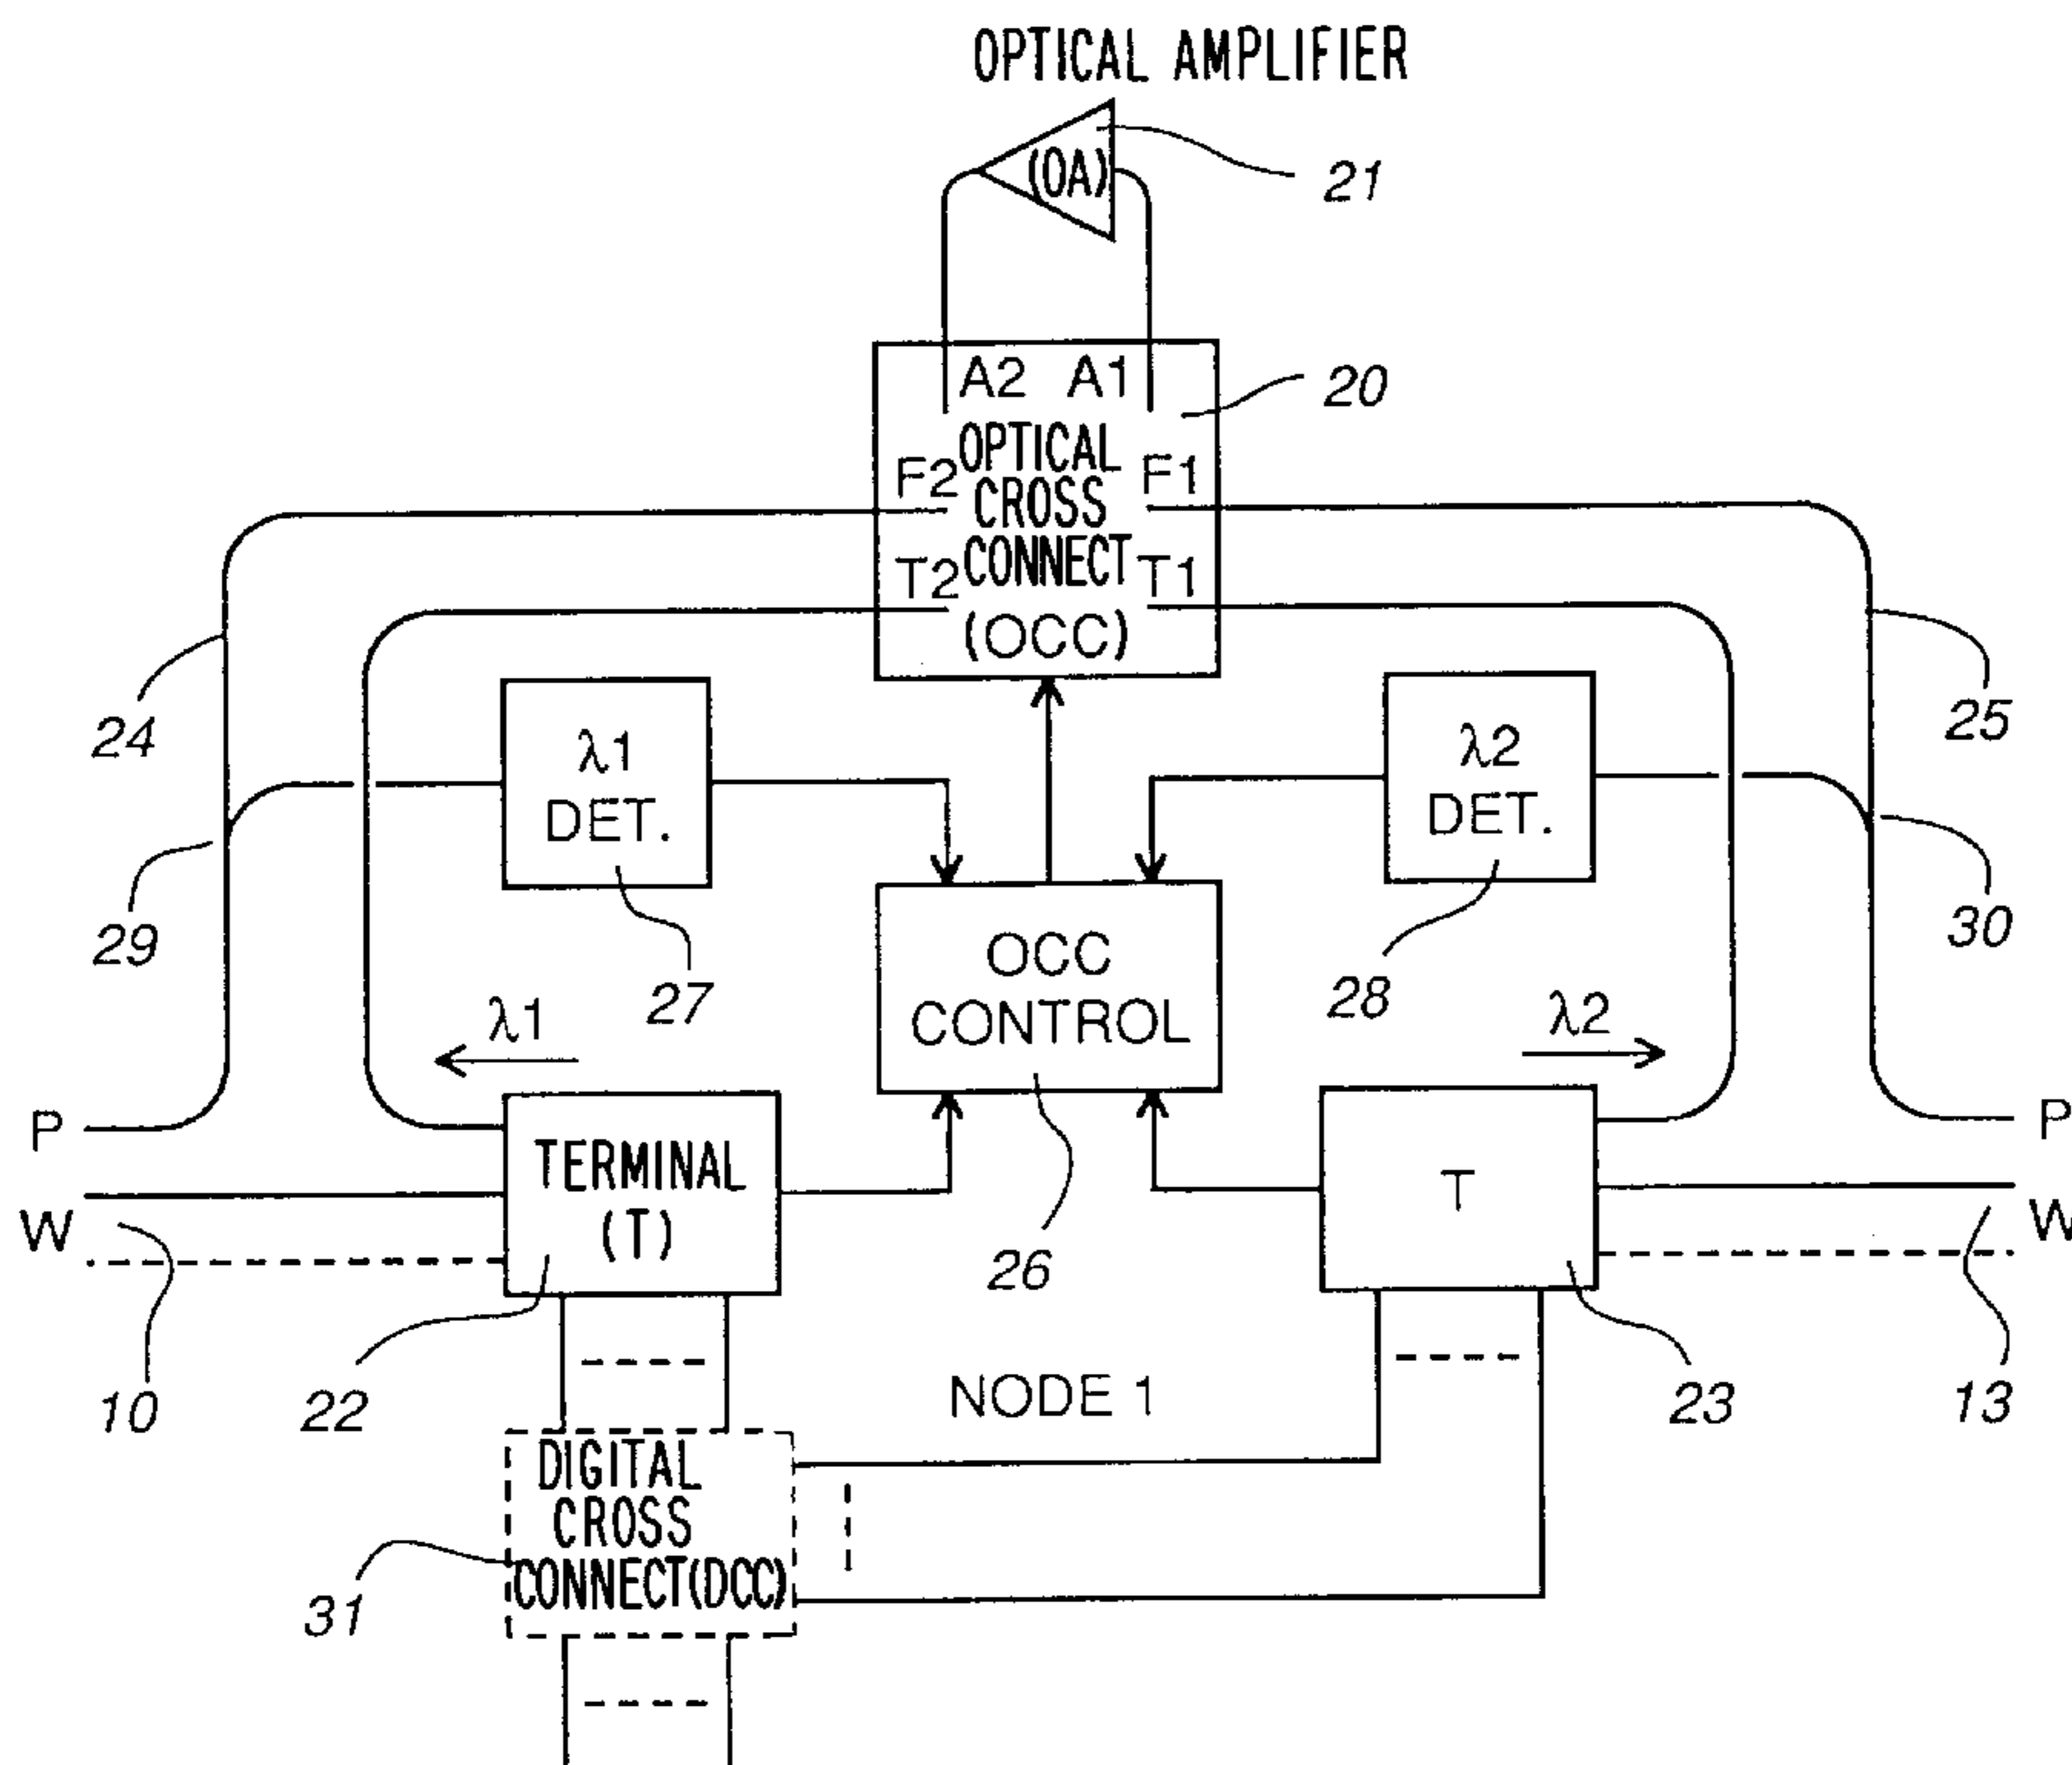 OPTICAL AMPLIFIER
(OA)
21
A2 A1
20
OPTICAL
F2 F1
CROSS
CONNECT
T2 T1
(OCC)
24
25
λ1
DET.
λ2
DET.
29
30
27
28
OCC
CONTROL
λ1
λ2
P
P
TERMINAL
(T)
T
W
W
26
10
22
NODE 1
23
13
DIGITAL
CROSS
CONNECT(DCC)
31